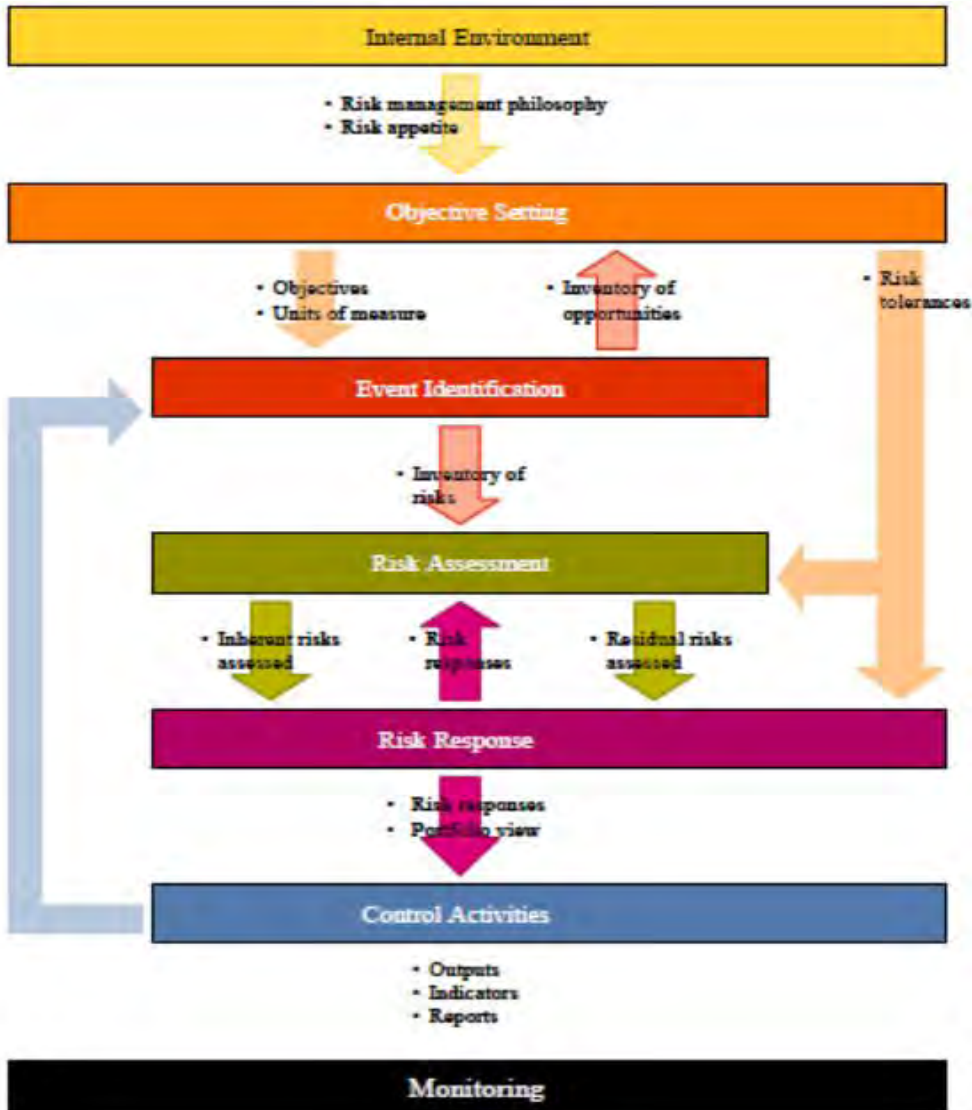 Internal Environment
• Risk management philosophy
• Risk appetite
Objective Setting
• Objectives
• Units of measure
• Inventory of
opportunities
• Risk
tolerances
Event Identification
• Inventory of
risks
Risk Assessment
• Inherent risks
assessed
• Risk
responses
• Residual risks
assessed
Risk Response
• Risk responses
• Portfolio view
Control Activities
• Outputs
• Indicators
• Reports
Monitoring